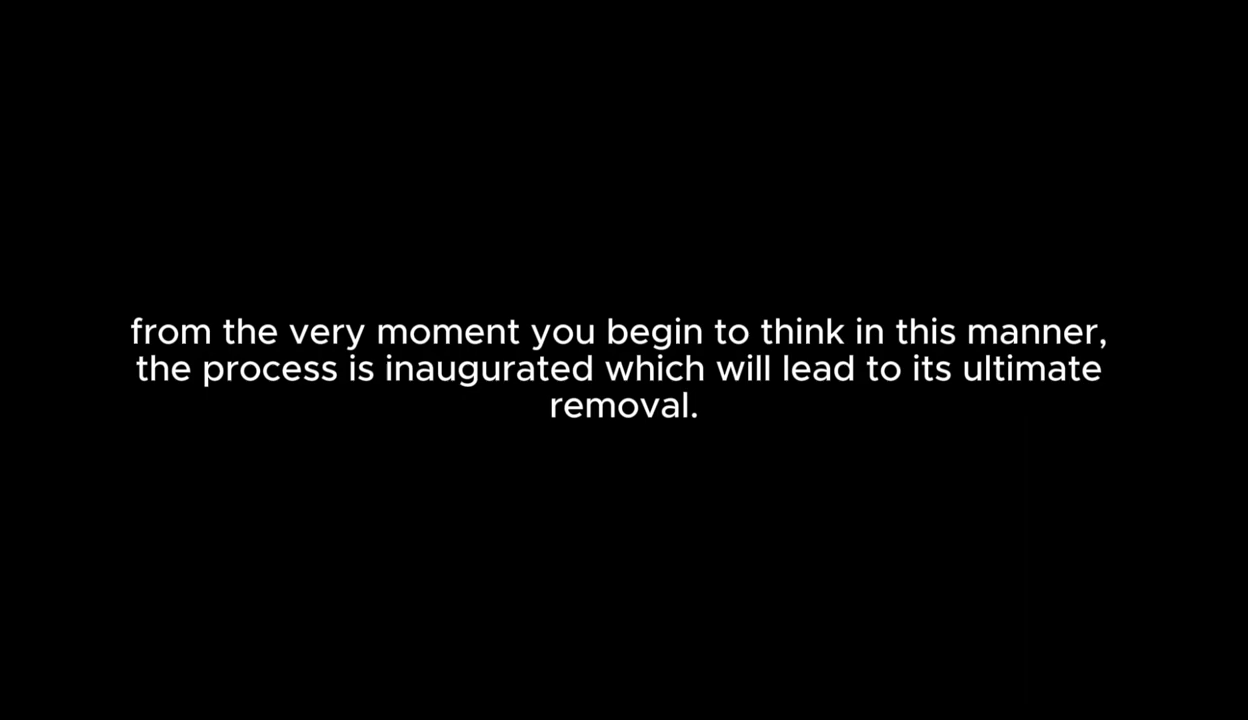 from the very moment you begin to think in this manner,
the process is inaugurated which will lead to its ultimate
removal.